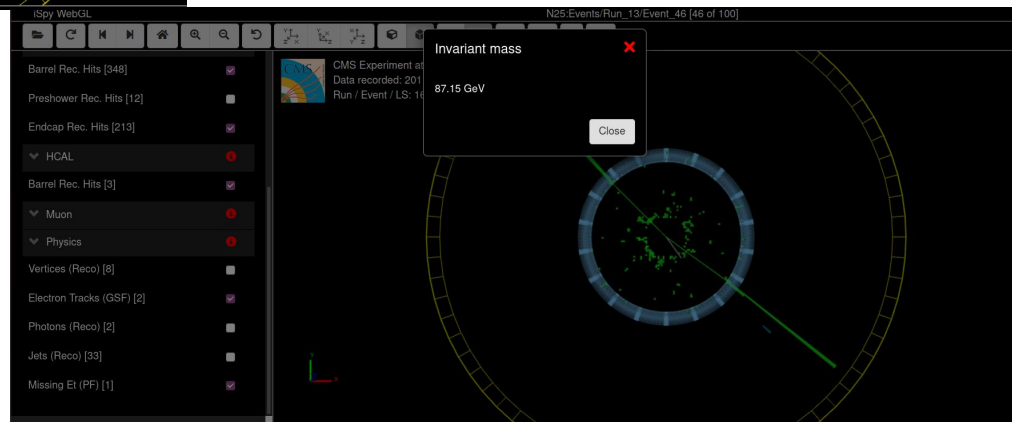 iSpy WebGL
N25:Events/Run_13/Event_46 [46 of 100]
Invariant mass
87.15 GeV
Close
CMS
CMS Experiment at
Data recorded: 201
Run / Event / LS: 16
Barrel Rec. Hits [348]
Preshower Rec. Hits [12]
Endcap Rec. Hits [213]
HCAL
Barrel Rec. Hits [3]
Muon
Physics
Vertices (Reco) [8]
Electron Tracks (GSF) [2]
Photons (Reco) [2]
Jets (Reco) [33]
Missing Et (PF) [1]